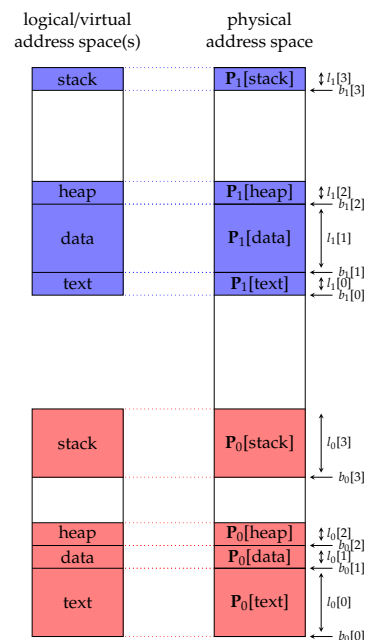 logical/virtual
address space(s)
physical
address space
stack
P₁[stack]
l₁[3]
b₁[3]
heap
P₁[heap]
l₁[2]
b₁[2]
data
P₁[data]
l₁[1]
b₁[1]
text
P₁[text]
l₁[0]
b₁[0]
stack
P₀[stack]
l₀[3]
b₀[3]
heap
P₀[heap]
l₀[2]
b₀[2]
data
P₀[data]
l₀[1]
b₀[1]
text
P₀[text]
l₀[0]
b₀[0]